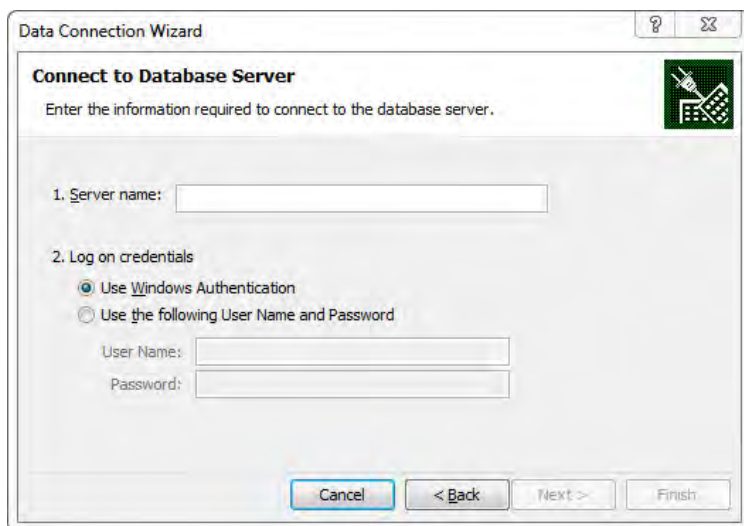 Data Connection Wizard
Connect to Database Server
Enter the information required to connect to the database server.
1. Server name:
2. Log on credentials
Use Windows Authentication
Use the following User Name and Password
User Name:
Password:
Cancel < Back Next > Finish